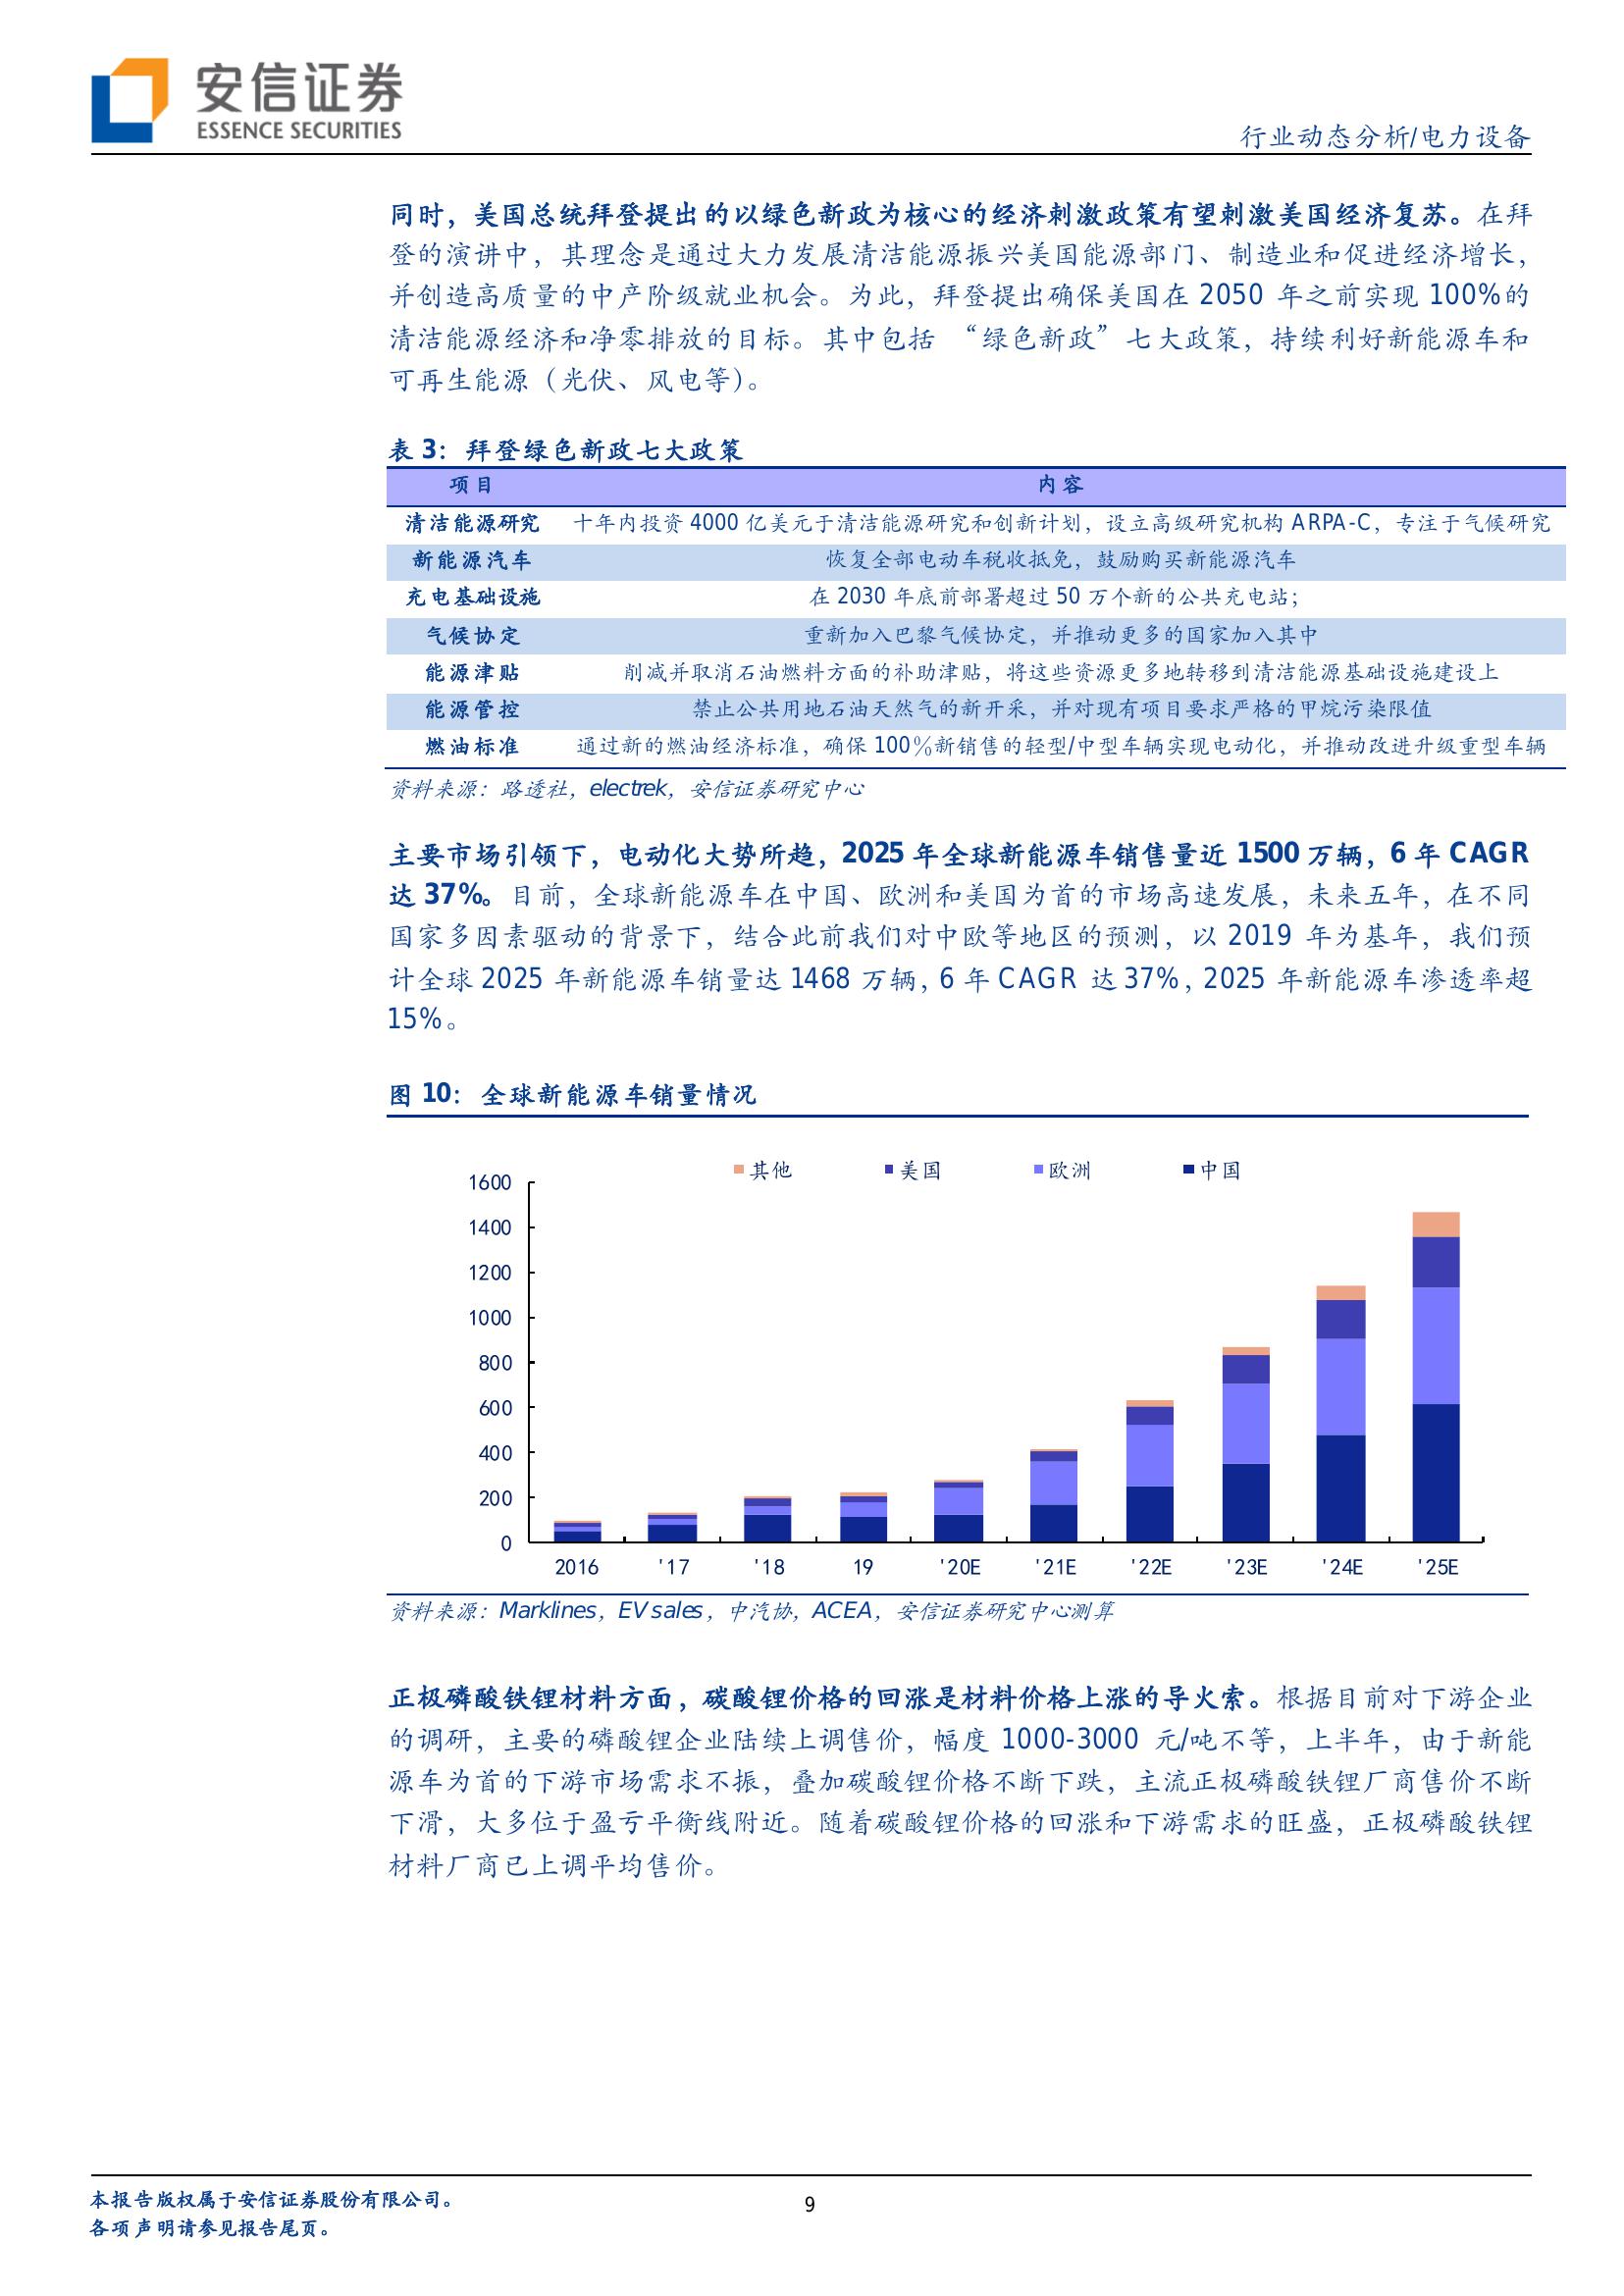 安信证券
ESSENCE SECURITIES
行业动态分析/电力设备
同时，美国总统拜登提出的以绿色新政为核心的经济刺激政策有望刺激美国经济复苏。在拜
登的演讲中，其理念是通过大力发展清洁能源振兴美国能源部门、制造业和促进经济增长，
并创造高质量的中产阶级就业机会。为此，拜登提出确保美国在 2050 年之前实现 100%的
清洁能源经济和净零排放的目标。其中包括 “绿色新政”七大政策，持续利好新能源车和
可再生能源（光伏、风电等）。
表 3：拜登绿色新政七大政策
项目 内容
清洁能源研究 十年内投资 4000 亿美元于清洁能源研究和创新计划，设立高级研究机构 ARPA-C，专注于气候研究
新能源汽车 恢复全部电动车税收抵免，鼓励购买新能源汽车
充电基础设施 在 2030 年底前部署超过 50 万个新的公共充电站；
气候协定 重新加入巴黎气候协定，并推动更多的国家加入其中
能源津贴 削减并取消石油燃料方面的补助津贴，将这些资源更多地转移到清洁能源基础设施建设上
能源管控 禁止公共用地石油天然气的新开采，并对现有项目要求严格的甲烷污染限值
燃油标准 通过新的燃油经济标准，确保 100％新销售的轻型/中型车辆实现电动化，并推动改进升级重型车辆
资料来源：路透社，electrek，安信证券研究中心
主要市场引领下，电动化大势所趋，2025 年全球新能源车销售量近 1500 万辆，6 年 CAGR
达 37%。目前，全球新能源车在中国、欧洲和美国为首的市场高速发展，未来五年，在不同
国家多因素驱动的背景下，结合此前我们对中欧等地区的预测，以 2019 年为基年，我们预
计全球 2025 年新能源车销量达 1468 万辆，6 年 CAGR 达 37%，2025 年新能源车渗透率超
15%。
图 10：全球新能源车销量情况
其他 美国 欧洲 中国
1600
1400
1200
1000
800
600
400
200
0
2016 '17 '18 19 '20E '21E '22E '23E '24E '25E
资料来源：Marklines，EV sales，中汽协，ACEA，安信证券研究中心测算
正极磷酸铁锂材料方面，碳酸锂价格的回涨是材料价格上涨的导火索。根据目前对下游企业
的调研，主要的磷酸锂企业陆续上调售价，幅度 1000-3000 元/吨不等，上半年，由于新能
源车为首的下游市场需求不振，叠加碳酸锂价格不断下跌，主流正极磷酸铁锂厂商售价不断
下滑，大多位于盈亏平衡线附近。随着碳酸锂价格的回涨和下游需求的旺盛，正极磷酸铁锂
材料厂商已上调平均售价。
本报告版权属于安信证券股份有限公司。
9
各项声明请参见报告尾页。